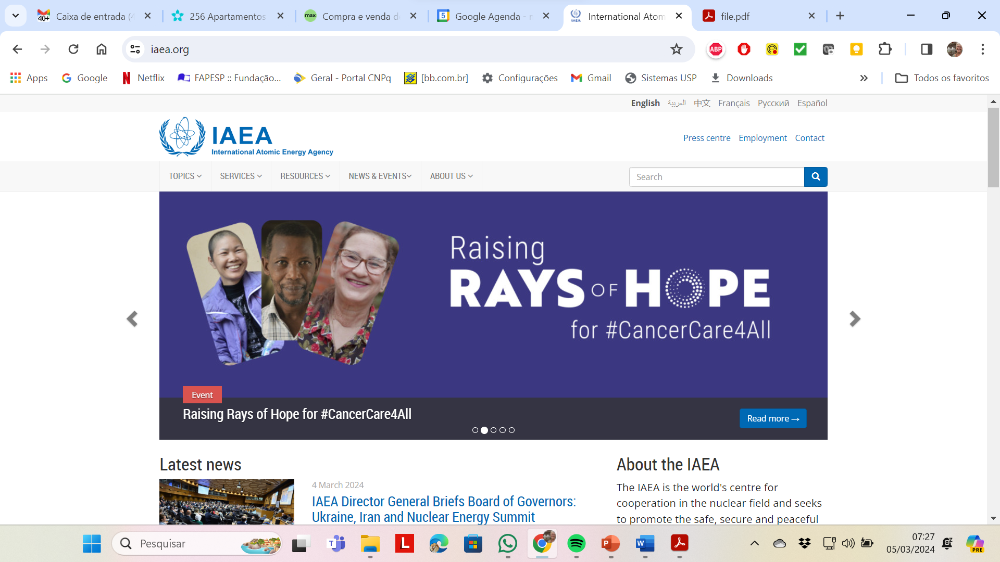 40+
Caixa de entrada (4
256 Apartamentos
max
Compra e venda d
5
Google Agenda - n
IAEA
International Atom
file.pdf
iaea.org
ABP
Apps
Google
Netflix
FAPESP :: Fundação...
Geral - Portal CNPq
[bb.com.br]
Configurações
Gmail
Sistemas USP
Downloads
Todos os favoritos
English
العربية
中文
Français
Русский
Español
IAEA
International Atomic Energy Agency
Press centre
Employment
Contact
TOPICS
SERVICES
RESOURCES
NEWS & EVENTS
ABOUT US
Search
Raising
RAYS OF HOPE
for #CancerCare4All
Event
Raising Rays of Hope for #CancerCare4All
Read more →
Latest news
4 March 2024
IAEA Director General Briefs Board of Governors:
Ukraine, Iran and Nuclear Energy Summit
About the IAEA
The IAEA is the world's centre for
cooperation in the nuclear field and seeks
to promote the safe, secure and peaceful
Pesquisar
T
L
P
W
07:27
05/03/2024
PRE